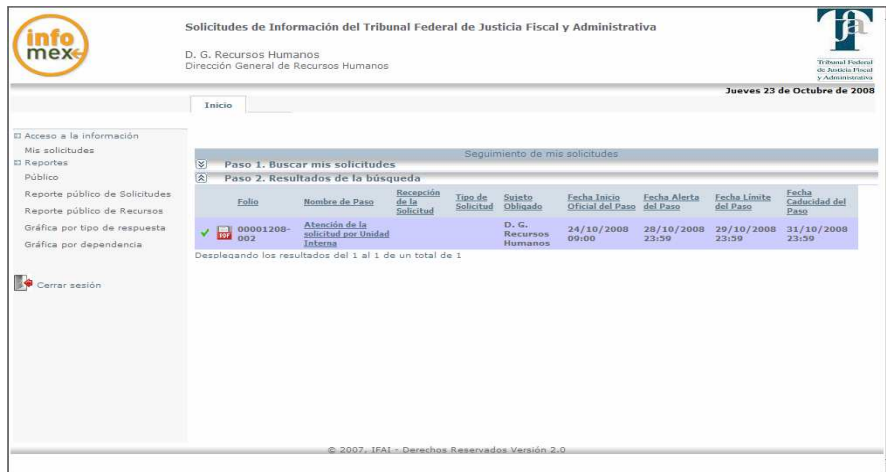 info
mex
Solicitudes de Información del Tribunal Federal de Justicia Fiscal y Administrativa
D. G. Recursos Humanos
Dirección General de Recursos Humanos
Tribunal Federal
de Justicia Fiscal
y Administrativa
Jueves 23 de Octubre de 2008
Inicio
Acceso a la información
Mis solicitudes
Reportes
Público
Reporte público de Solicitudes
Reporte público de Recursos
Gráfica por tipo de respuesta
Gráfica por dependencia
Cerrar sesión
Seguimiento de mis solicitudes
Paso 1. Buscar mis solicitudes
Paso 2. Resultados de la búsqueda
Folio Nombre de Paso Recepción de la Solicitud Tipo de Solicitud Sujeto Obligado Fecha Inicio Oficial del Paso Fecha Alerta del Paso Fecha Límite del Paso Fecha Caducidad del Paso
PDF 00001208-002 Atención de la solicitud por Unidad Interna D. G. Recursos Humanos 24/10/2008 09:00 28/10/2008 23:59 29/10/2008 23:59 31/10/2008 23:59
Desplegando los resultados del 1 al 1 de un total de 1
© 2007, IFAI - Derechos Reservados Versión 2.0